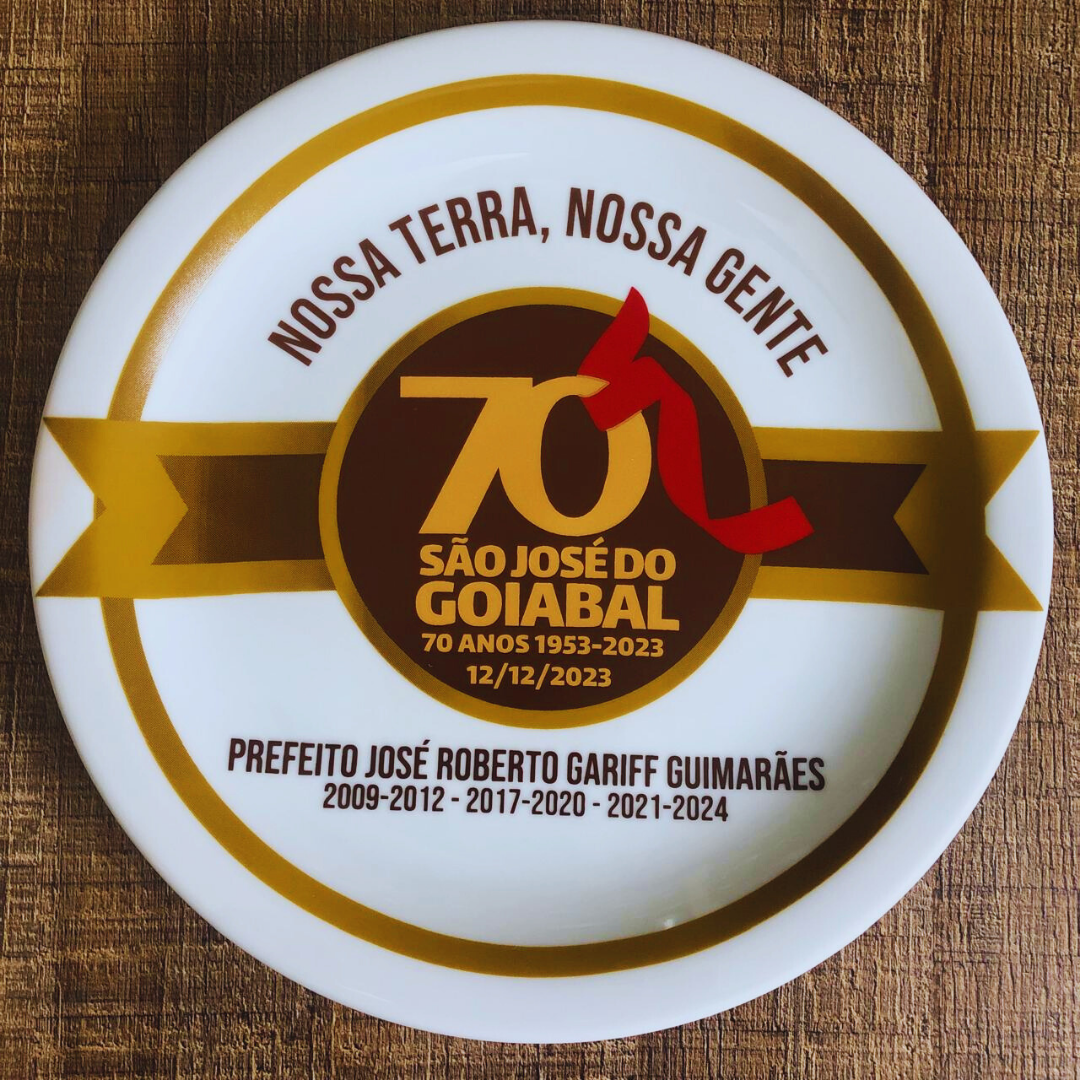 NOSSA TERRA, NOSSA GENTE
70
SÃO JOSÉ DO
GOIABAL
70 ANOS 1953-2023
12/12/2023
PREFEITO JOSÉ ROBERTO GARIFF GUIMARÃES
2009-2012 - 2017-2020 - 2021-2024